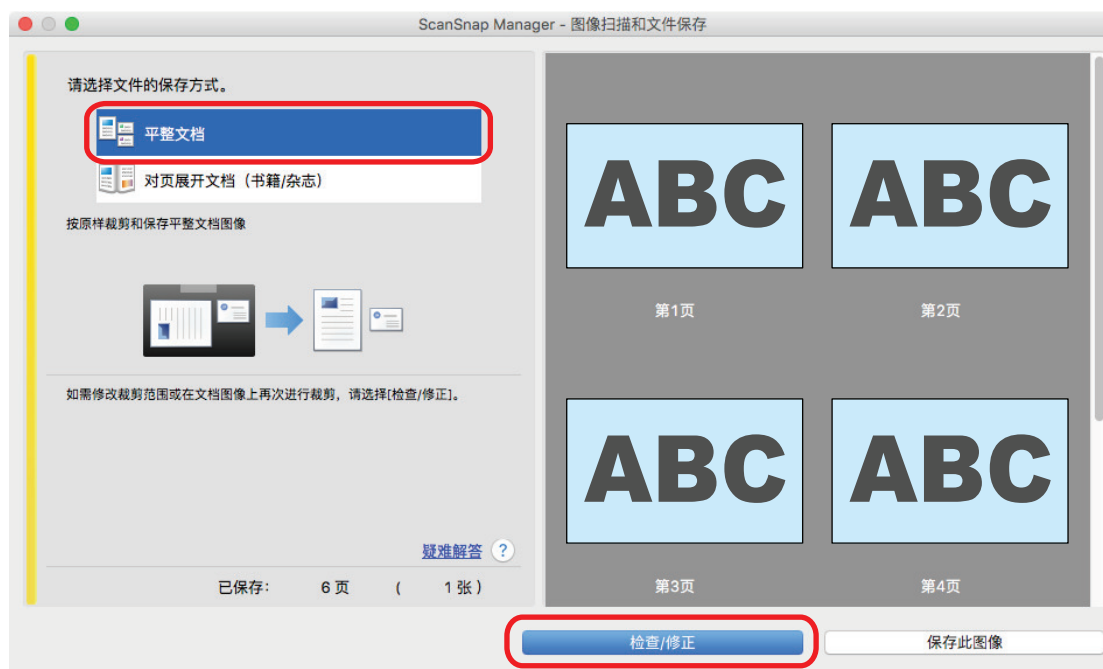 ScanSnap Manager - 图像扫描和文件保存
请选择文件的保存方式。
平整文档
对页展开文档（书籍/杂志）
按原样裁剪和保存平整文档图像
如需修改裁剪范围或在文档图像上再次进行裁剪，请选择[检查/修正]。
疑难解答 ?
已保存： 6 页 ( 1 张 )
ABC
ABC
第1页
第2页
ABC
ABC
第3页
第4页
检查/修正
保存此图像